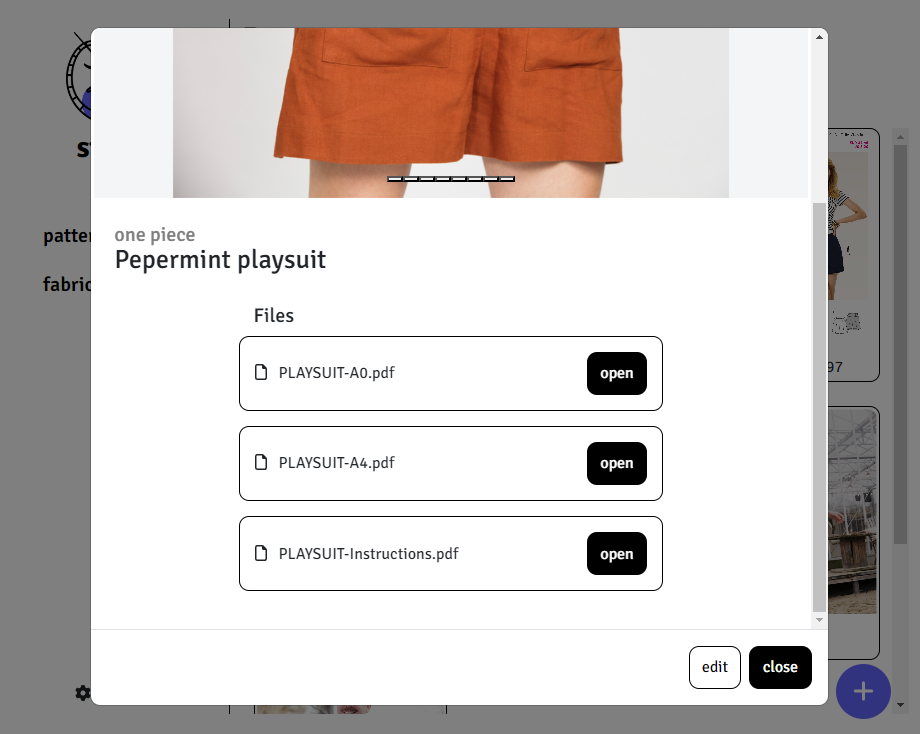 one piece
Pepermint playsuit
Files
PLAYSUIT-A0.pdf
open
PLAYSUIT-A4.pdf
open
PLAYSUIT-Instructions.pdf
open
edit
close
97